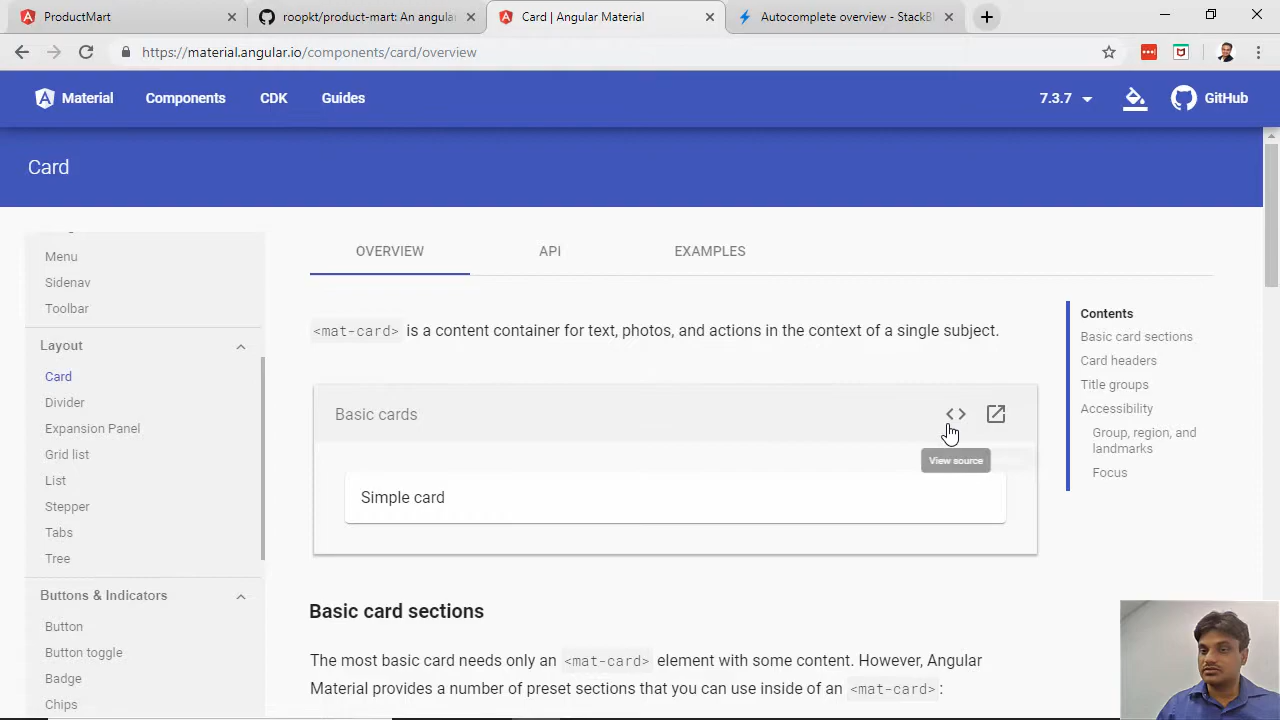 ProductMart
roopkt/product-mart: An angular
Card | Angular Material
Autocomplete overview - StackBl
https://material.angular.io/components/card/overview
Material
Components
CDK
Guides
7.3.7
GitHub
Card
Menu
Sidenav
Toolbar
Layout
Card
Divider
Expansion Panel
Grid list
List
Stepper
Tabs
Tree
Buttons & Indicators
Button
Button toggle
Badge
Chips
OVERVIEW
API
EXAMPLES
<mat-card> is a content container for text, photos, and actions in the context of a single subject.
Basic cards
<>
View source
Simple card
Basic card sections
The most basic card needs only an <mat-card> element with some content. However, Angular
Material provides a number of preset sections that you can use inside of an <mat-card>:
Contents
Basic card sections
Card headers
Title groups
Accessibility
Group, region, and
landmarks
Focus